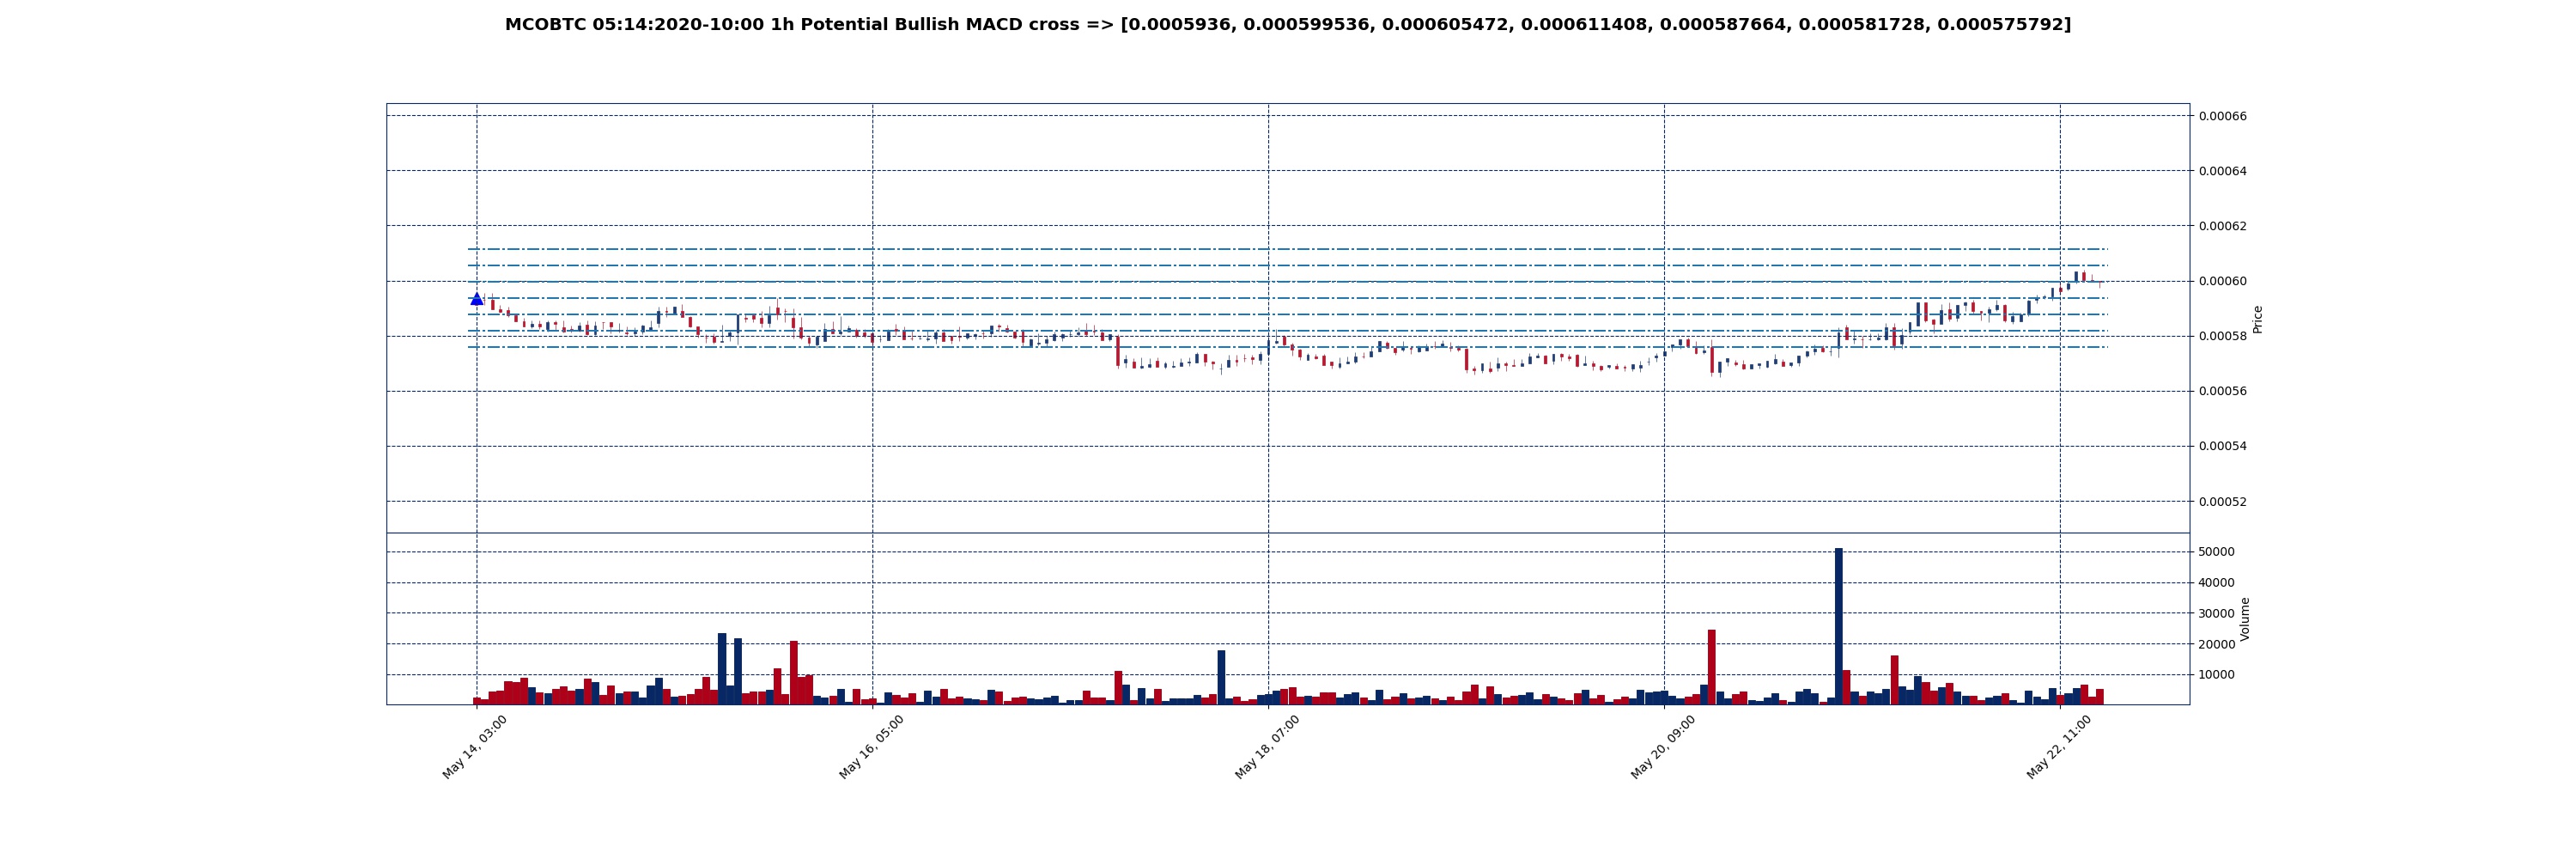 MCOBTC 05:14:2020-10:00 1h Potential Bullish MACD cross => [0.0005936, 0.000599536, 0.000605472, 0.000611408, 0.000587664, 0.000581728, 0.000575792]
0.00066
0.00064
0.00062
0.00060
0.00058
0.00056
0.00054
0.00052
Price
50000
40000
30000
20000
10000
Volume
May 14, 03:00
May 16, 05:00
May 18, 07:00
May 20, 09:00
May 22, 11:00